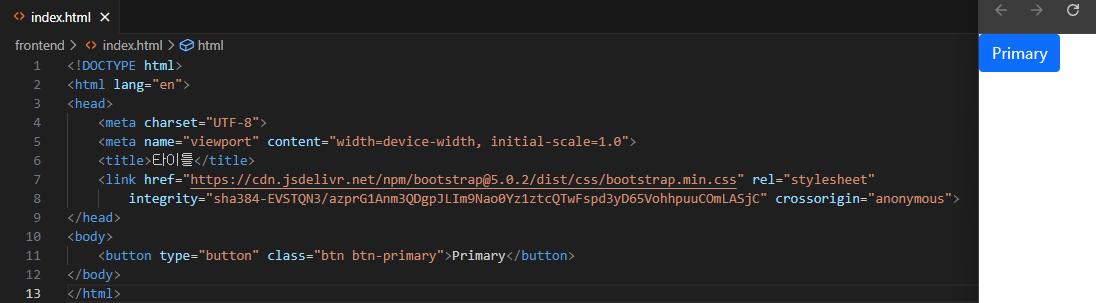 index.html
frontend > index.html > html
1 <!DOCTYPE html>
2 <html lang="en">
3 <head>
4 <meta charset="UTF-8">
5 <meta name="viewport" content="width=device-width, initial-scale=1.0">
6 <title>타이틀</title>
7 <link href="https://cdn.jsdelivr.net/npm/bootstrap@5.0.2/dist/css/bootstrap.min.css" rel="stylesheet"
8 integrity="sha384-EVSTQN3/azprG1Anm3QDgpJLIm9Nao0Yz1ztcQTwFspd3yD65VohhpuuCOmLASjC" crossorigin="anonymous">
9 </head>
10 <body>
11 <button type="button" class="btn btn-primary">Primary</button>
12 </body>
13 </html>
Primary